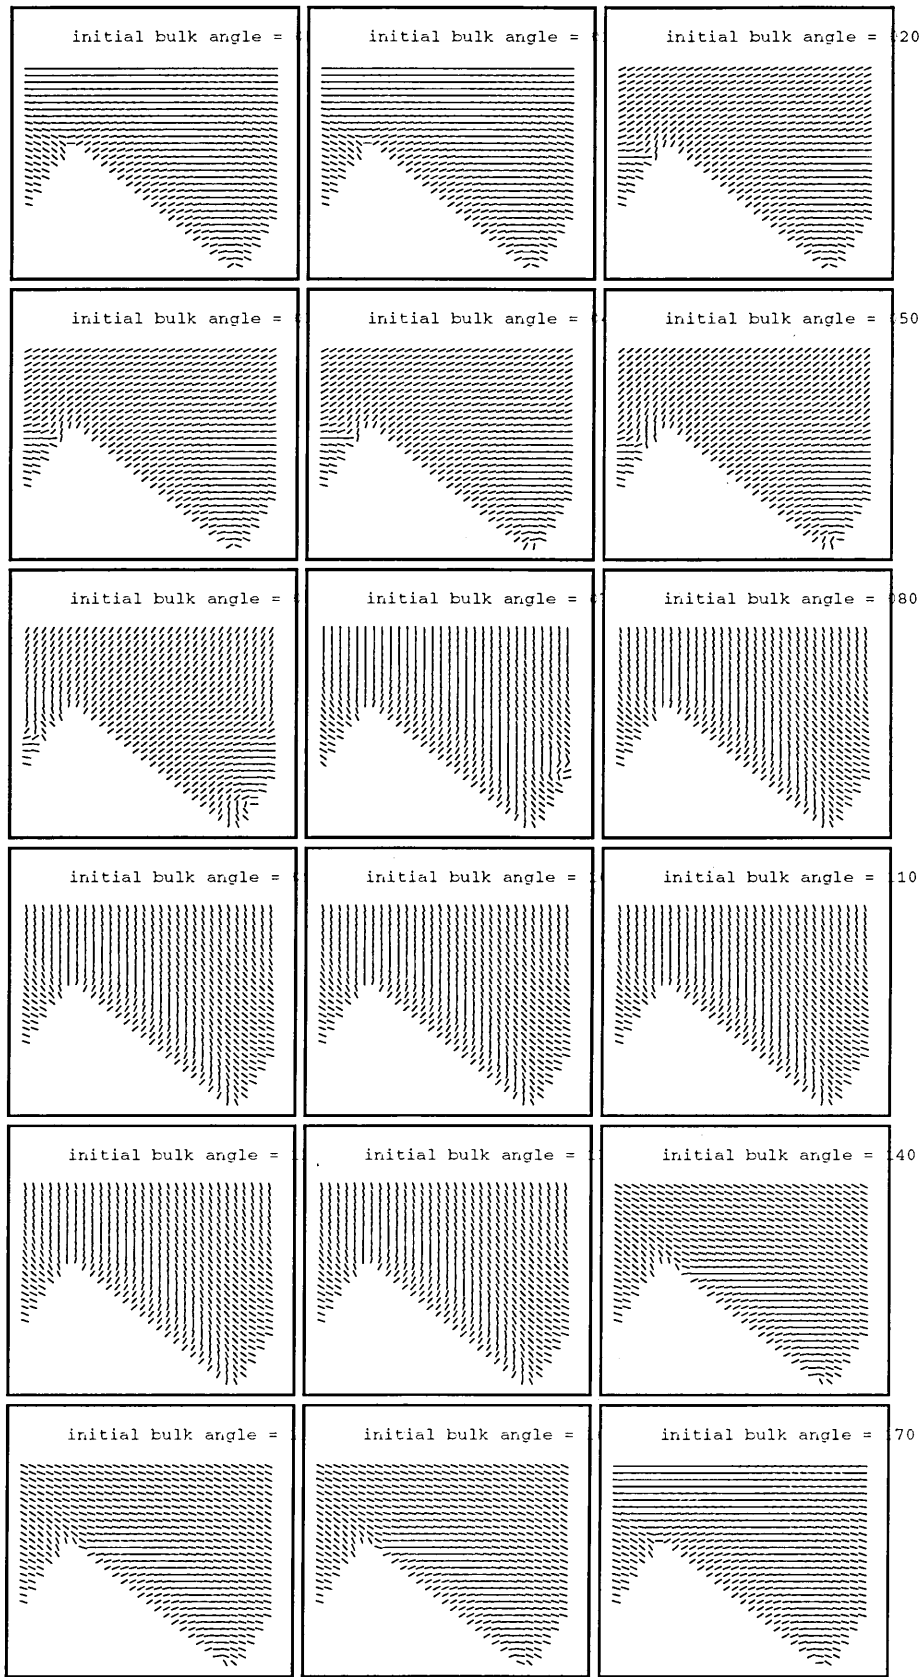 initial bulk angle =
initial bulk angle =
initial bulk angle = 20
initial bulk angle =
initial bulk angle =
initial bulk angle = 50
initial bulk angle =
initial bulk angle =
initial bulk angle = 80
initial bulk angle =
initial bulk angle =
initial bulk angle = 110
initial bulk angle =
initial bulk angle =
initial bulk angle = 140
initial bulk angle =
initial bulk angle =
initial bulk angle = 70